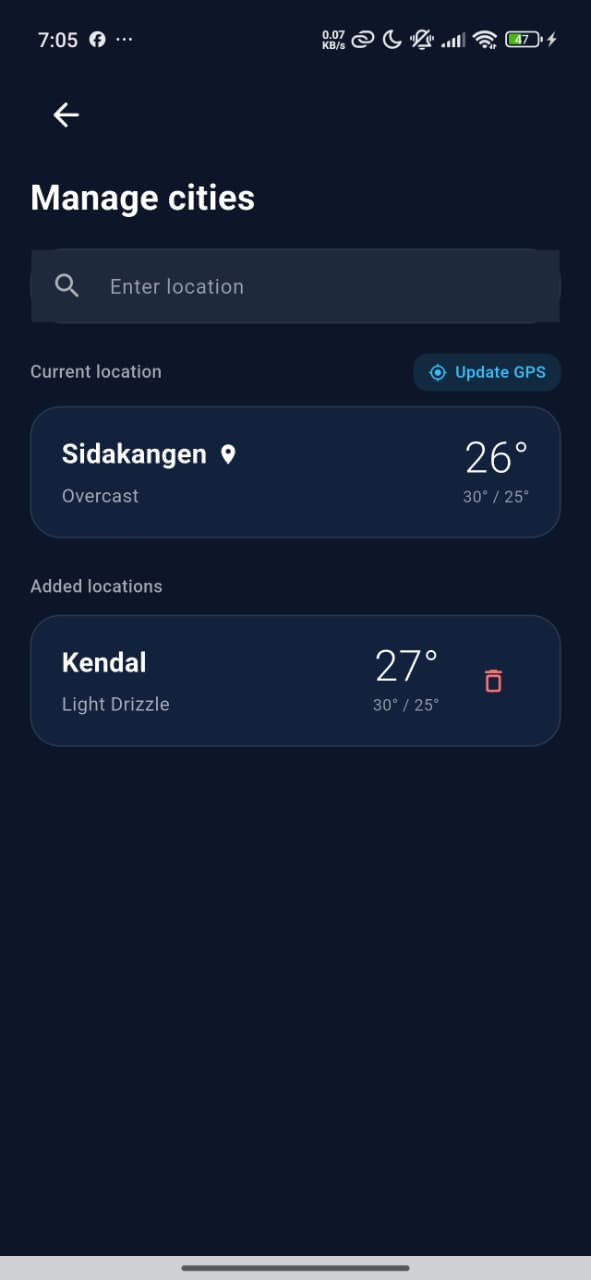 7:05
0.07
KB/s
47
Manage cities
Enter location
Current location
Update GPS
Sidakangen
26°
Overcast
30° / 25°
Added locations
Kendal
27°
Light Drizzle
30° / 25°